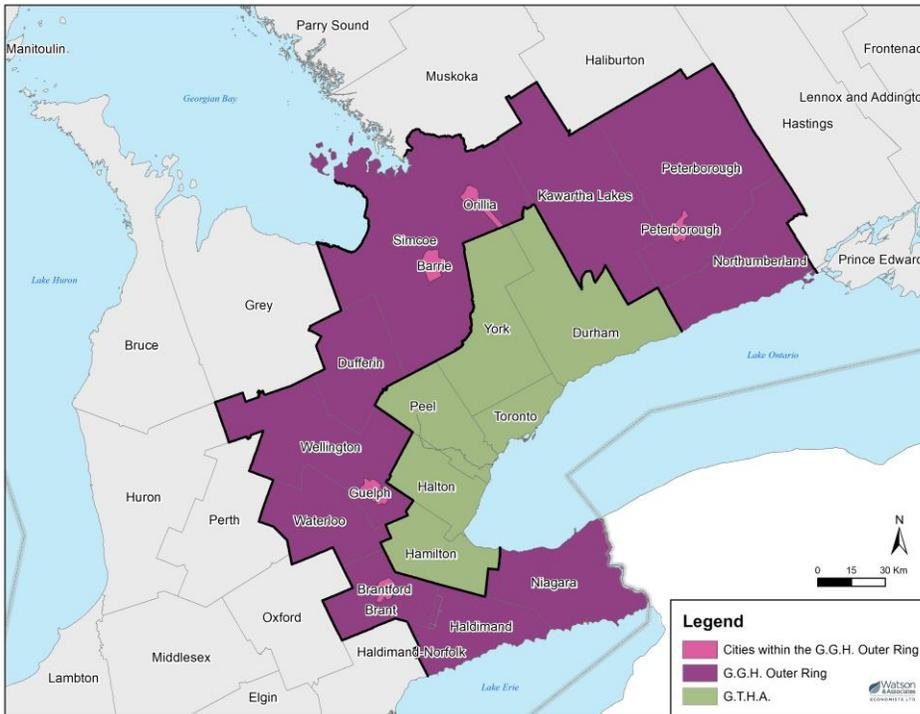 Parry Sound
Manitoulin
Haliburton
Frontenac
Muskoka
Georgian Bay
Lennox and Addington
Hastings
Peterborough
Kawartha Lakes
Orillia
Peterborough
Simcoe
Barrie
Northumberland
Prince Edward
Lake Huron
Grey
York
Durham
Bruce
Lake Ontario
Dufferin
Peel
Toronto
Wellington
Halton
Guelph
Huron
Perth
Waterloo
Hamilton
N
0 15 30 Km
Niagara
Brantford
Brant
Oxford
Haldimand
Haldimand-Norfolk
Middlesex
Lambton
Elgin
Lake Erie
Legend
Cities within the G.G.H. Outer Ring
G.G.H. Outer Ring
G.T.H.A.
Watson
& Associates
ECONOMISTS LTD.